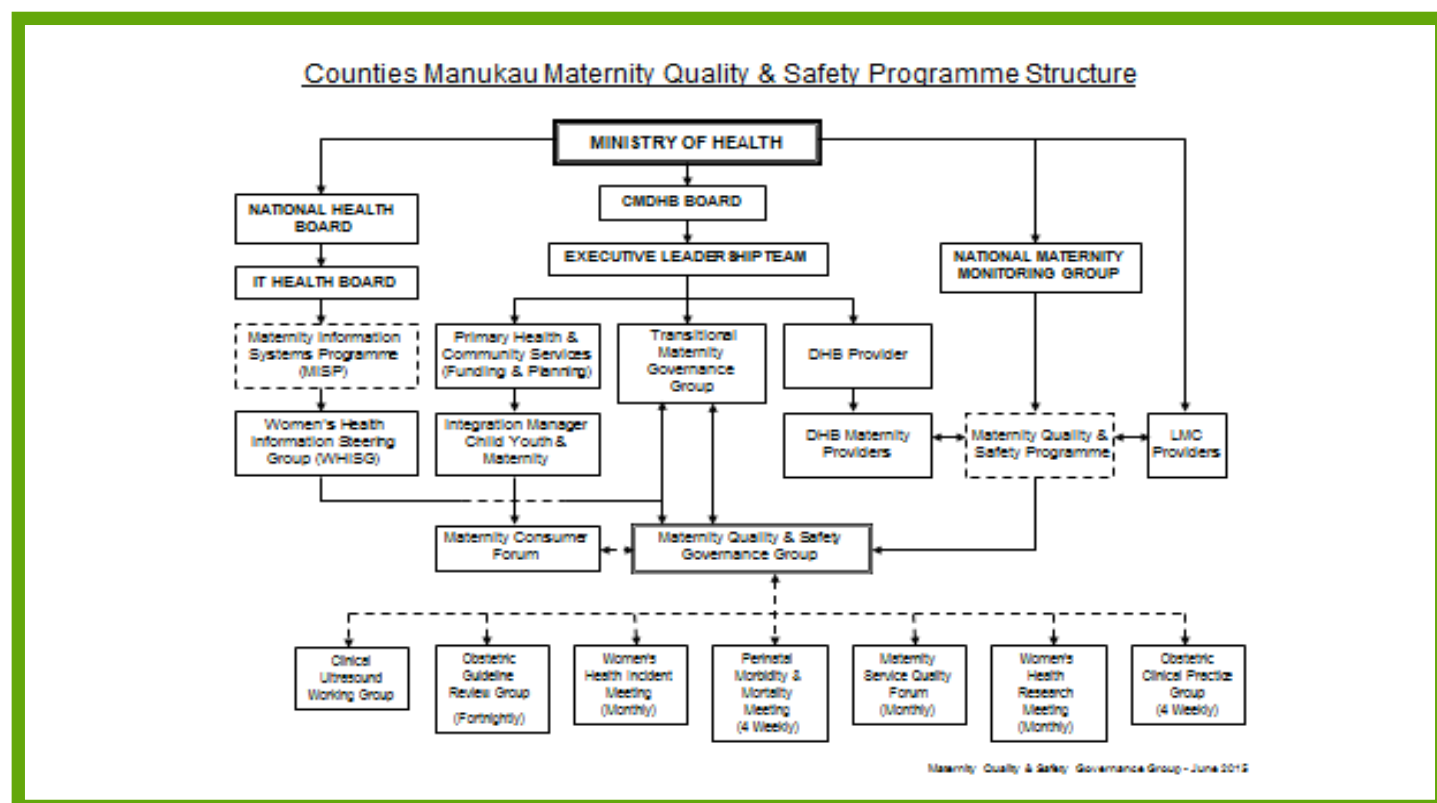 Counties Manukau Maternity Quality & Safety Programme Structure
MINISTRY OF HEALTH
NATIONAL HEALTH
BOARD
CMDHB BOARD
EXECUTIVE LEADERSHIP TEAM
NATIONAL MATERNITY
MONITORING GROUP
IT HEALTH BOARD
Maternity Information
Systems Programme
(MISP)
Primary Health &
Community Services
(Funding & Planning)
Transitional
Maternity
Governance
Group
DHB Provider
Women's Health
Information Steering
Group (WHISG)
Integration Manager
Child Youth &
Maternity
DHB Maternity
Providers
Maternity Quality &
Safety Programme
LMC
Providers
Maternity Consumer
Forum
Maternity Quality & Safety
Governance Group
Clinical
Ultrasound
Working Group
Obstetric
Guideline
Review Group
(Fortnightly)
Women's
Health Incident
Meeting
(Monthly)
Perinatal
Morbidity &
Mortality
Meeting
(4 Weekly)
Maternity
Service Quality
Forum
(Monthly)
Women's
Health
Research
Meeting
(Monthly)
Obstetric
Clinical Practice
Group
(4 Weekly)
Maternity Quality & Safety Governance Group - June 2015